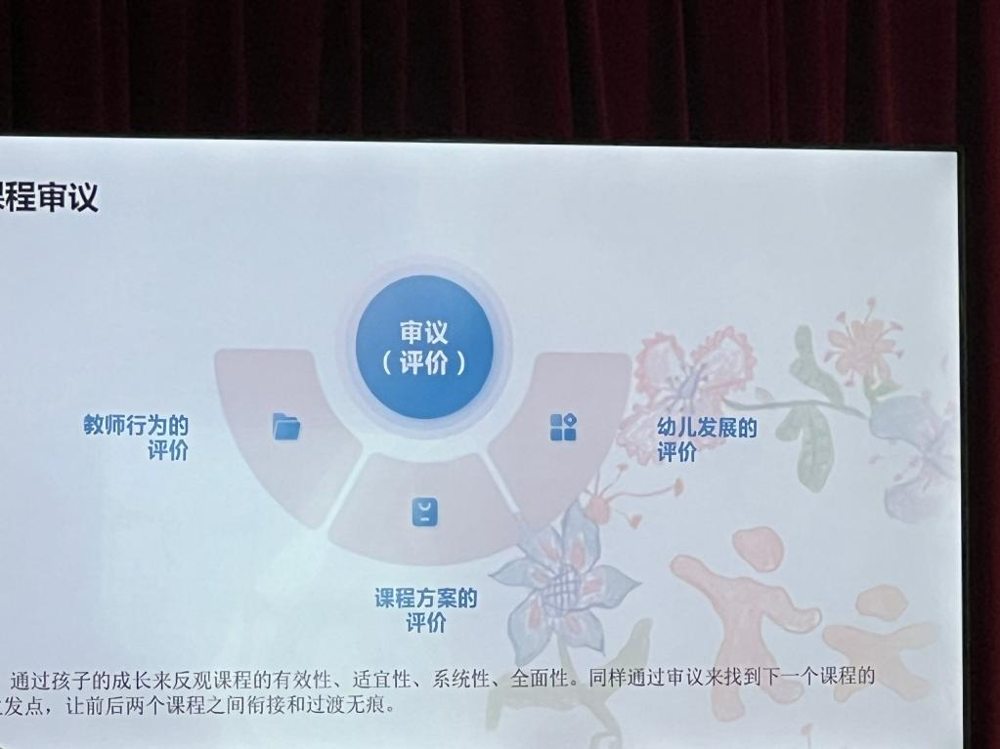 课程审议
审议
（评价）
教师行为的
评价
幼儿发展的
评价
课程方案的
评价
通过孩子的成长来反观课程的有效性、适宜性、系统性、全面性。同样通过审议来找到下一个课程的
发点，让前后两个课程之间衔接和过渡无痕。